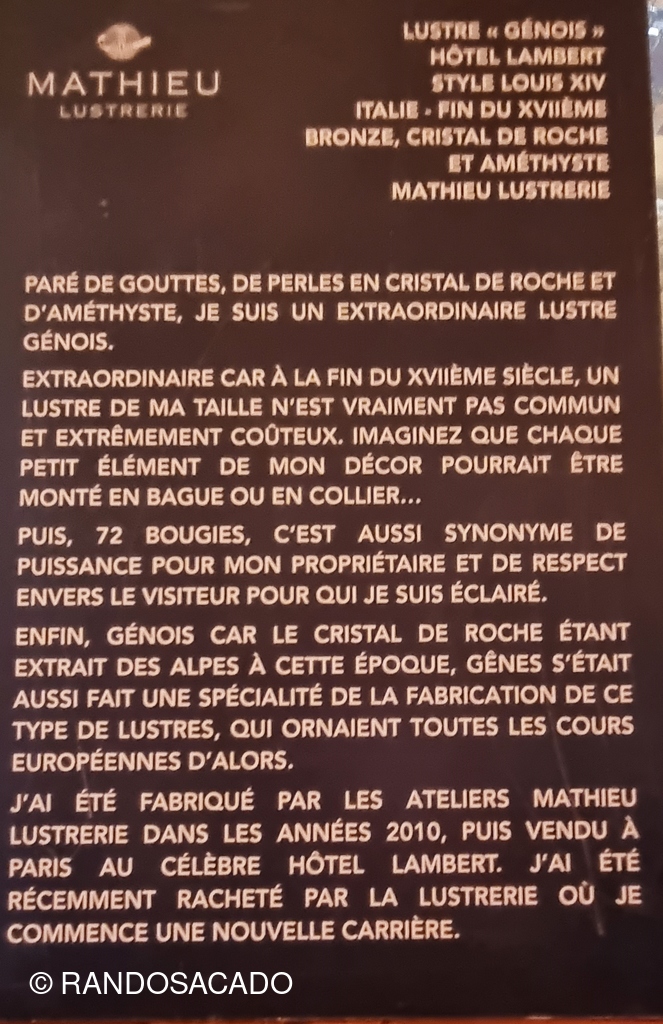 MATHIEU
LUSTRERIE
LUSTRE « GÉNOIS »
HÔTEL LAMBERT
STYLE LOUIS XIV
ITALIE - FIN DU XVIIÈME
BRONZE, CRISTAL DE ROCHE
ET AMÉTHYSTE
MATHIEU LUSTRERIE
PARÉ DE GOUTTES, DE PERLES EN CRISTAL DE ROCHE ET
D'AMÉTHYSTE, JE SUIS UN EXTRAORDINAIRE LUSTRE
GÉNOIS.
EXTRAORDINAIRE CAR À LA FIN DU XVIIÈME SIÈCLE, UN
LUSTRE DE MA TAILLE N'EST VRAIMENT PAS COMMUN
ET EXTRÊMEMENT COÛTEUX. IMAGINEZ QUE CHAQUE
PETIT ÉLÉMENT DE MON DÉCOR POURRAIT ÊTRE
MONTÉ EN BAGUE OU EN COLLIER...
PUIS, 72 BOUGIES, C'EST AUSSI SYNONYME DE
PUISSANCE POUR MON PROPRIÉTAIRE ET DE RESPECT
ENVERS LE VISITEUR POUR QUI JE SUIS ÉCLAIRÉ.
ENFIN, GÉNOIS CAR LE CRISTAL DE ROCHE ÉTANT
EXTRAIT DES ALPES À CETTE ÉPOQUE, GÊNES S'ÉTAIT
AUSSI FAIT UNE SPÉCIALITÉ DE LA FABRICATION DE CE
TYPE DE LUSTRES, QUI ORNAIENT TOUTES LES COURS
EUROPÉENNES D'ALORS.
J'AI ÉTÉ FABRIQUÉ PAR LES ATELIERS MATHIEU
LUSTRERIE DANS LES ANNÉES 2010, PUIS VENDU À
PARIS AU CÉLÈBRE HÔTEL LAMBERT. J'AI ÉTÉ
RÉCEMMENT RACHETÉ PAR LA LUSTRERIE OÙ JE
COMMENCE UNE NOUVELLE CARRIÈRE.
© RANDOSACADO